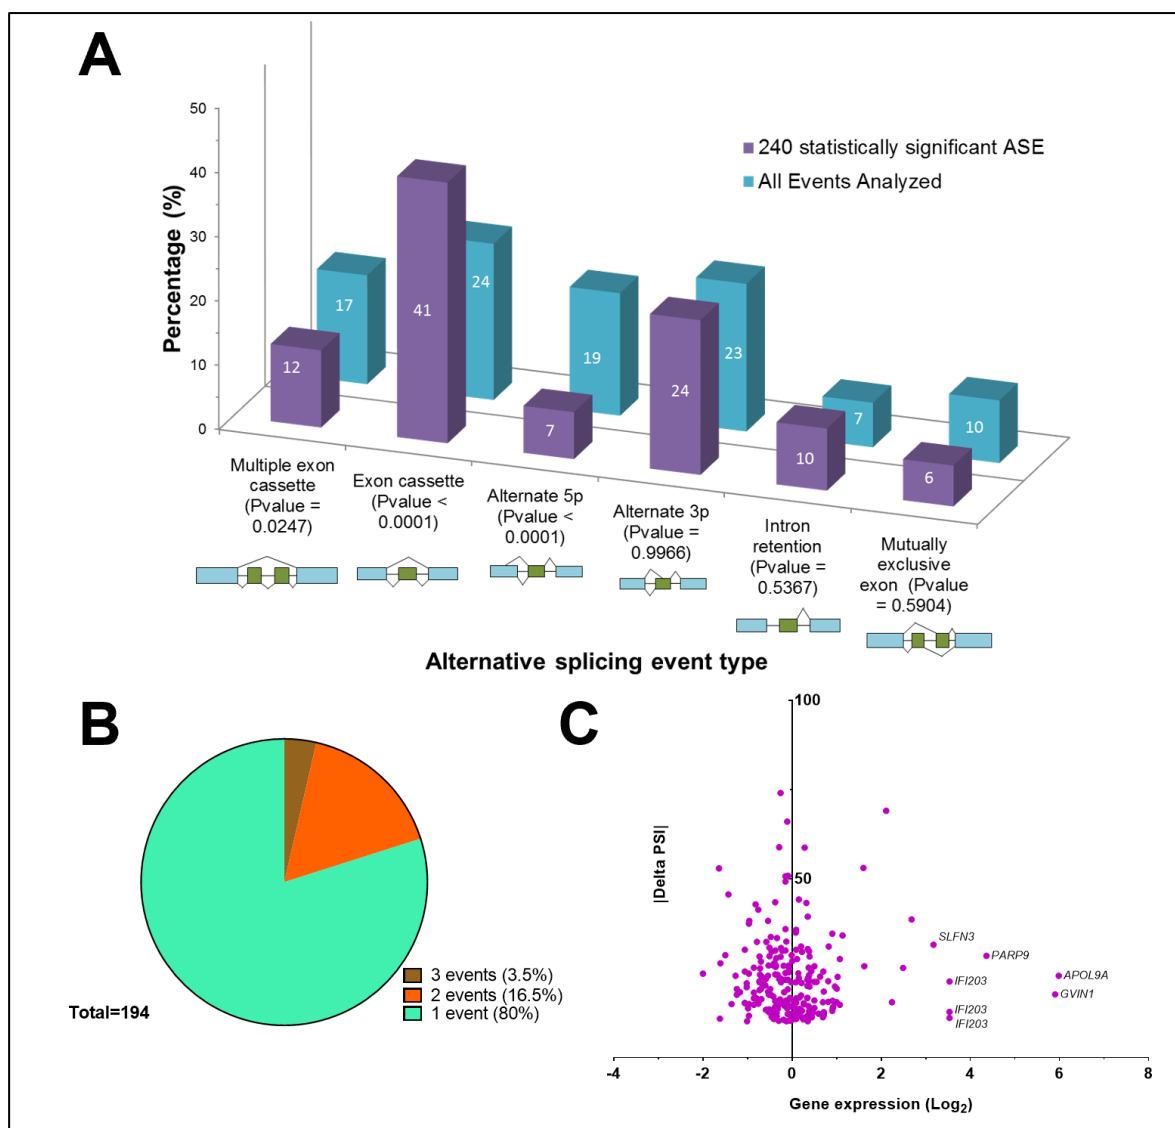 A
50
40
30
20
10
0
Percentage (%)
240 statistically significant ASE
All Events Analyzed
17
24
19
23
7
10
12
41
7
24
10
6
Multiple exon
cassette
(Pvalue =
0.0247)
Exon cassette
(Pvalue <
0.0001)
Alternate 5p
(Pvalue <
0.0001)
Alternate 3p
(Pvalue =
0.9966)
Intron
retention
(Pvalue =
0.5367)
Mutually
exclusive
exon (Pvalue
= 0.5904)
Alternative splicing event type
B
3 events (3.5%)
2 events (16.5%)
1 event (80%)
Total=194
C
100
50
|Delta PSI|
SLFN3
PARP9
APOL9A
IFI203
GVIN1
IFI203
IFI203
-4
-2
0
2
4
6
8
Gene expression (Log2)